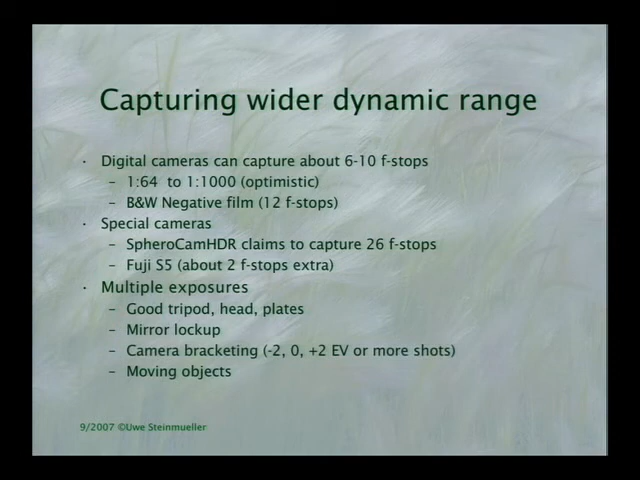 Capturing wider dynamic range
· Digital cameras can capture about 6-10 f-stops
– 1:64 to 1:1000 (optimistic)
– B&W Negative film (12 f-stops)
· Special cameras
– SpheroCamHDR claims to capture 26 f-stops
– Fuji S5 (about 2 f-stops extra)
· Multiple exposures
– Good tripod, head, plates
– Mirror lockup
– Camera bracketing (-2, 0, +2 EV or more shots)
– Moving objects
9/2007 ©Uwe Steinmueller